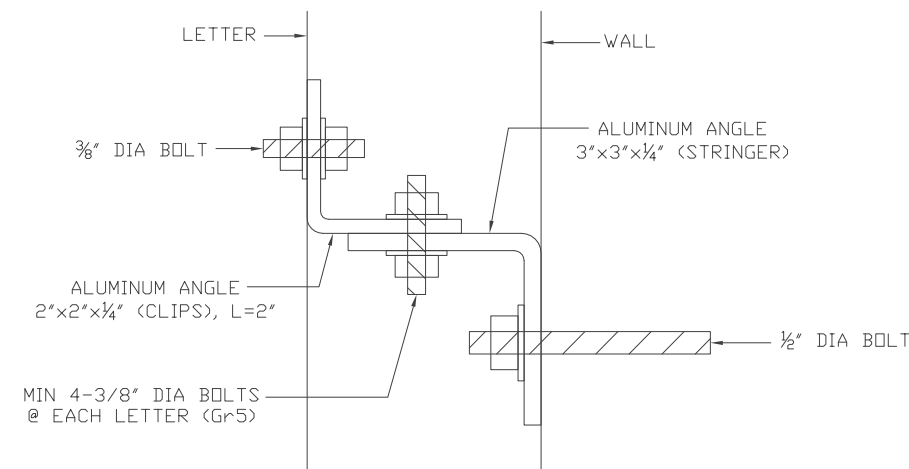 LETTER
WALL
3/8" DIA BOLT
ALUMINUM ANGLE
3"x3"x1/4" (STRINGER)
ALUMINUM ANGLE
2"x2"x1/4" (CLIPS), L=2"
1/2" DIA BOLT
MIN 4-3/8" DIA BOLTS
@ EACH LETTER (Gr5)